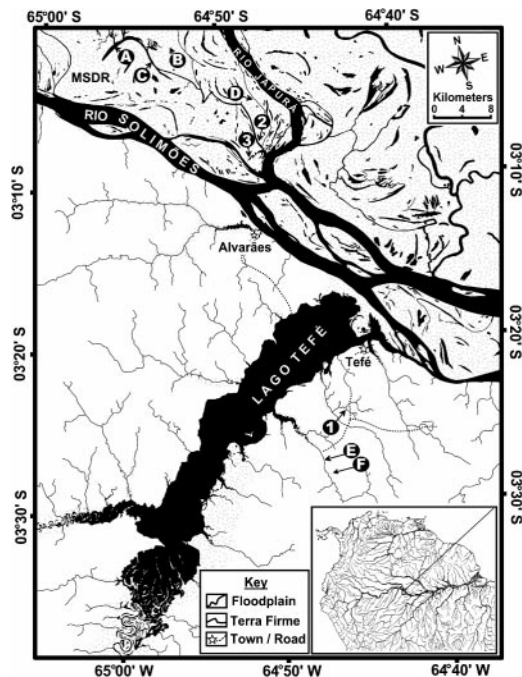 65°00' S
64°50' S
64°40' S
N
W E
S
Kilometers
0 4 8
A
B
C
MSDR
D
RIO JAPURÁ
2
3
RIO SOLIMÕES
03°10' S
03°10' S
Alvarães
03°20' S
03°20' S
LAGO TEFÉ
Tefé
1
E
F
03°30' S
03°30' S
Key
Floodplain
Terra Firme
Town / Road
65°00' W
64°50' W
64°40' W